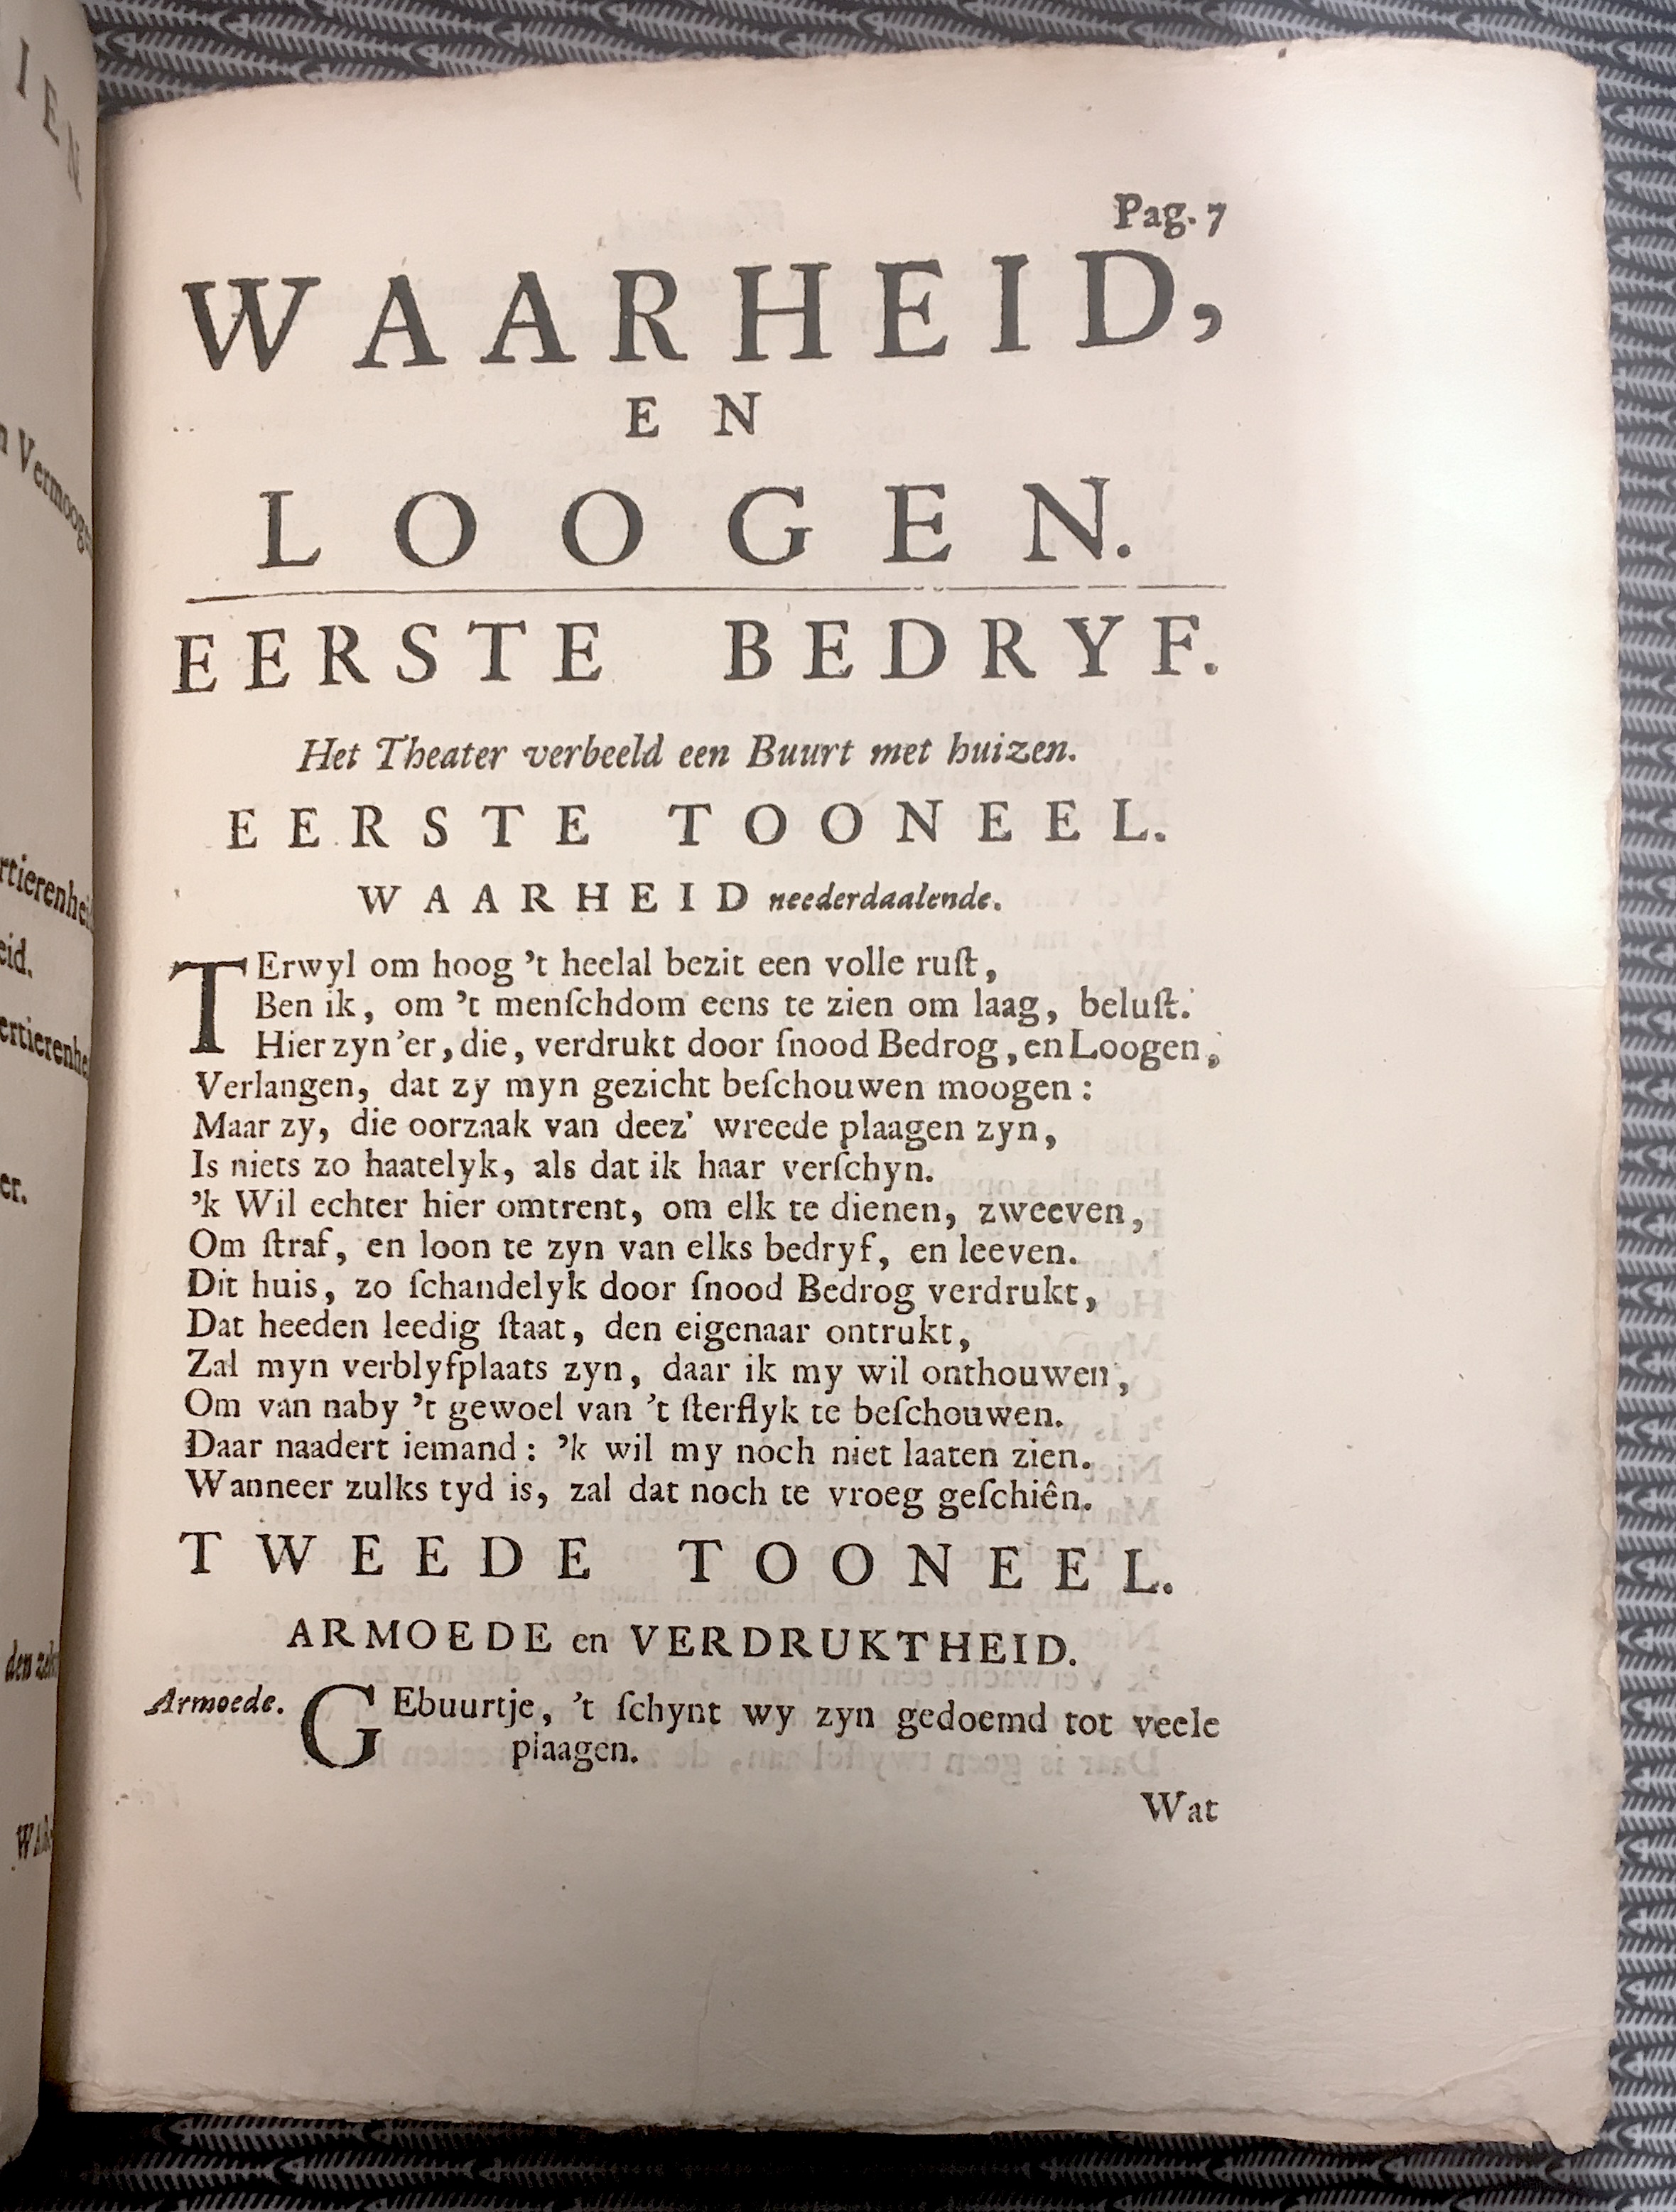 Pag. 7
WAARHEID,
EN
LOOGEN.
EERSTE BEDRYF.
Het Theater verbeeld een Buurt met huizen.
EERSTE TOONEEL.
WAARHEID neederdaalende.
TErwyl om hoog 't heelal bezit een volle ruſt,
Ben ik, om 't menſchdom eens te zien om laag, beluſt.
Hier zyn 'er, die, verdrukt door ſnood Bedrog, en Loogen,
Verlangen, dat zy myn gezicht beſchouwen moogen:
Maar zy, die oorzaak van deez' wreede plaagen zyn,
Is niets zo haatelyk, als dat ik haar verſchyn.
'k Wil echter hier omtrent, om elk te dienen, zweeven,
Om ſtraf, en loon te zyn van elks bedryf, en leeven.
Dit huis, zo ſchandelyk door ſnood Bedrog verdrukt,
Dat heeden leedig ſtaat, den eigenaar ontrukt,
Zal myn verblyfplaats zyn, daar ik my wil onthouwen,
Om van naby 't gewoel van 't ſterflyk te beſchouwen.
Daar naadert iemand: 'k wil my noch niet laaten zien.
Wanneer zulks tyd is, zal dat noch te vroeg geſchiên.
TWEEDE TOONEEL.
ARMOEDE en VERDRUKTHEID.
Armoede. GEbuurtje, 't ſchynt wy zyn gedoemd tot veele
plaagen.
Wat